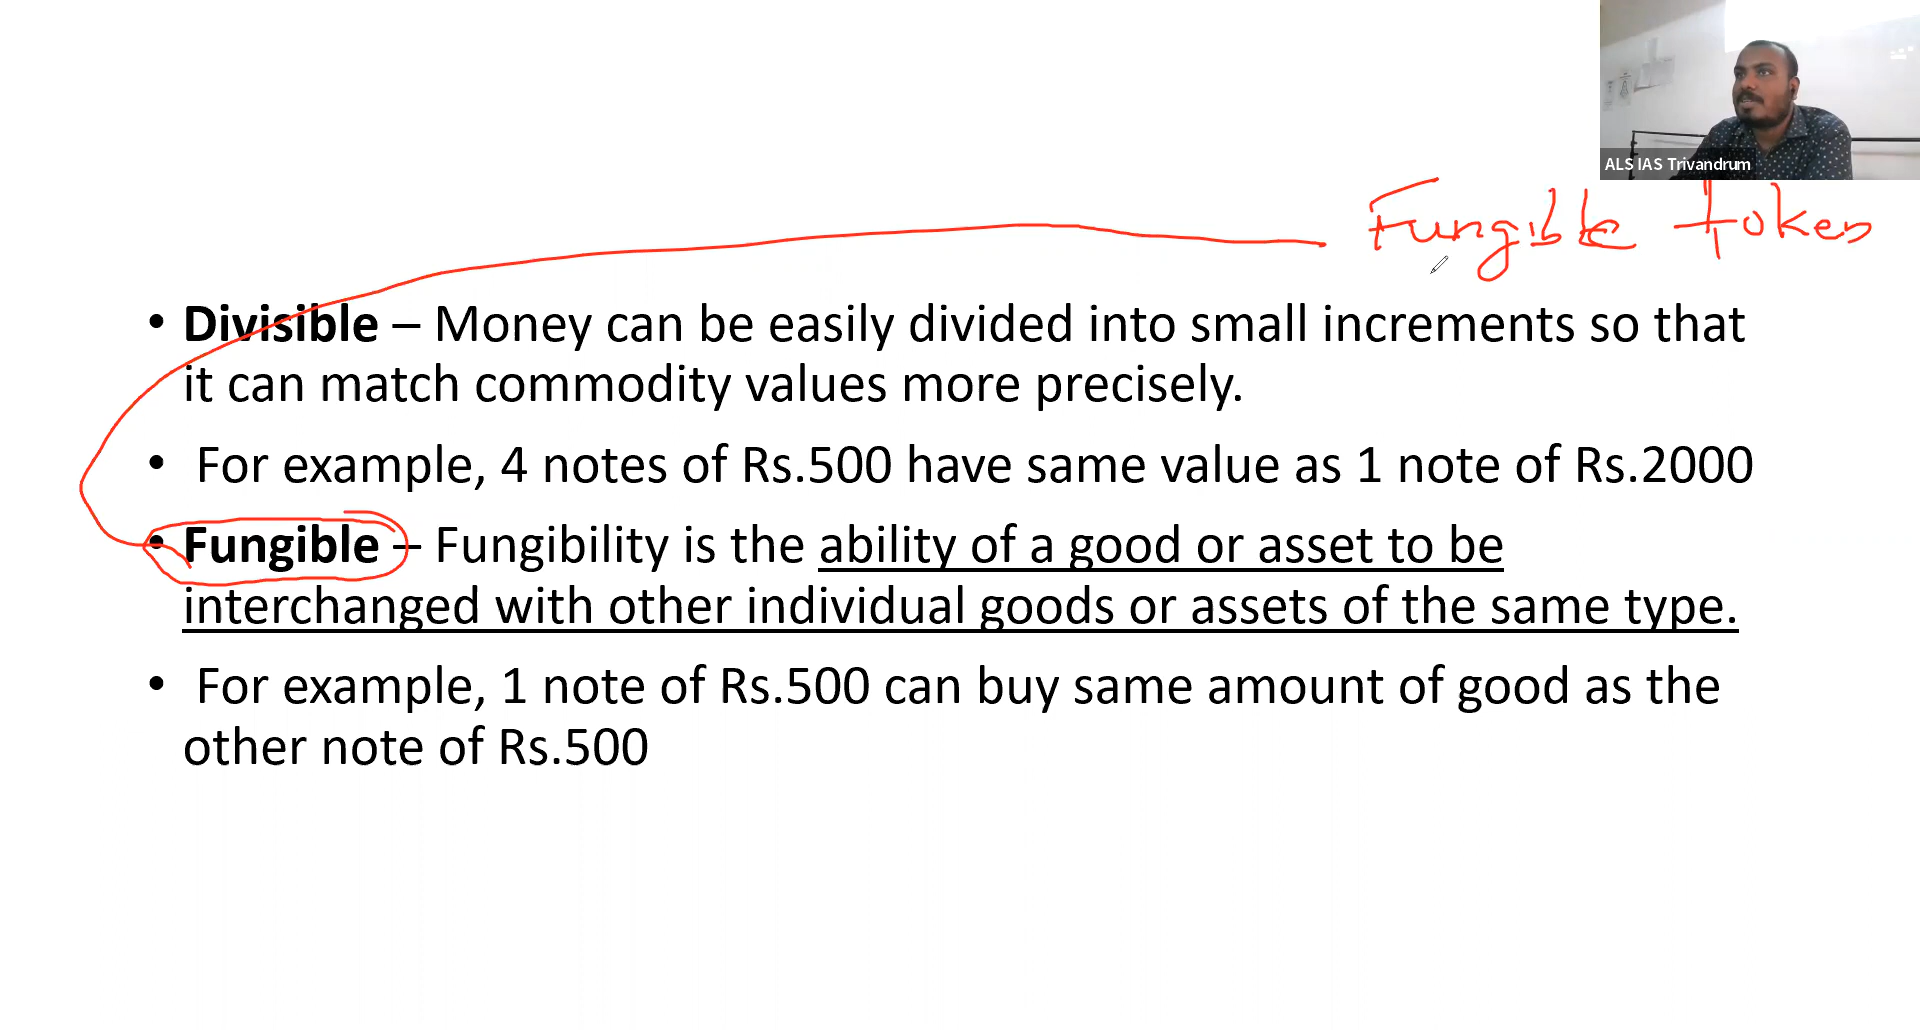 ALS IAS Trivandrum
Fungible token
• Divisible – Money can be easily divided into small increments so that
it can match commodity values more precisely.
• For example, 4 notes of Rs.500 have same value as 1 note of Rs.2000
• Fungible – Fungibility is the ability of a good or asset to be
interchanged with other individual goods or assets of the same type.
• For example, 1 note of Rs.500 can buy same amount of good as the
other note of Rs.500